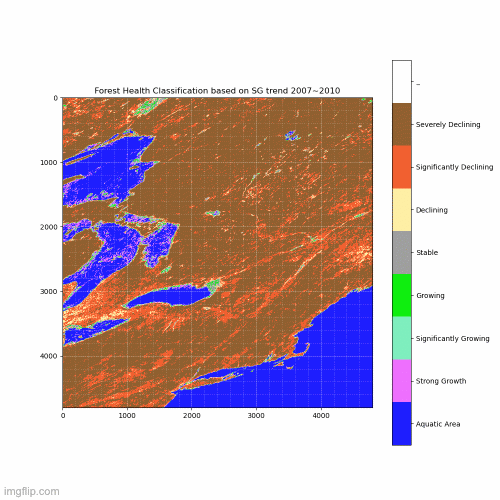 Forest Health Classification based on SG trend 2007~2010
0
1000
2000
3000
4000
0 1000 2000 3000 4000
_
Severely Declining
Significantly Declining
Declining
Stable
Growing
Significantly Growing
Strong Growth
Aquatic Area
imgflip.com